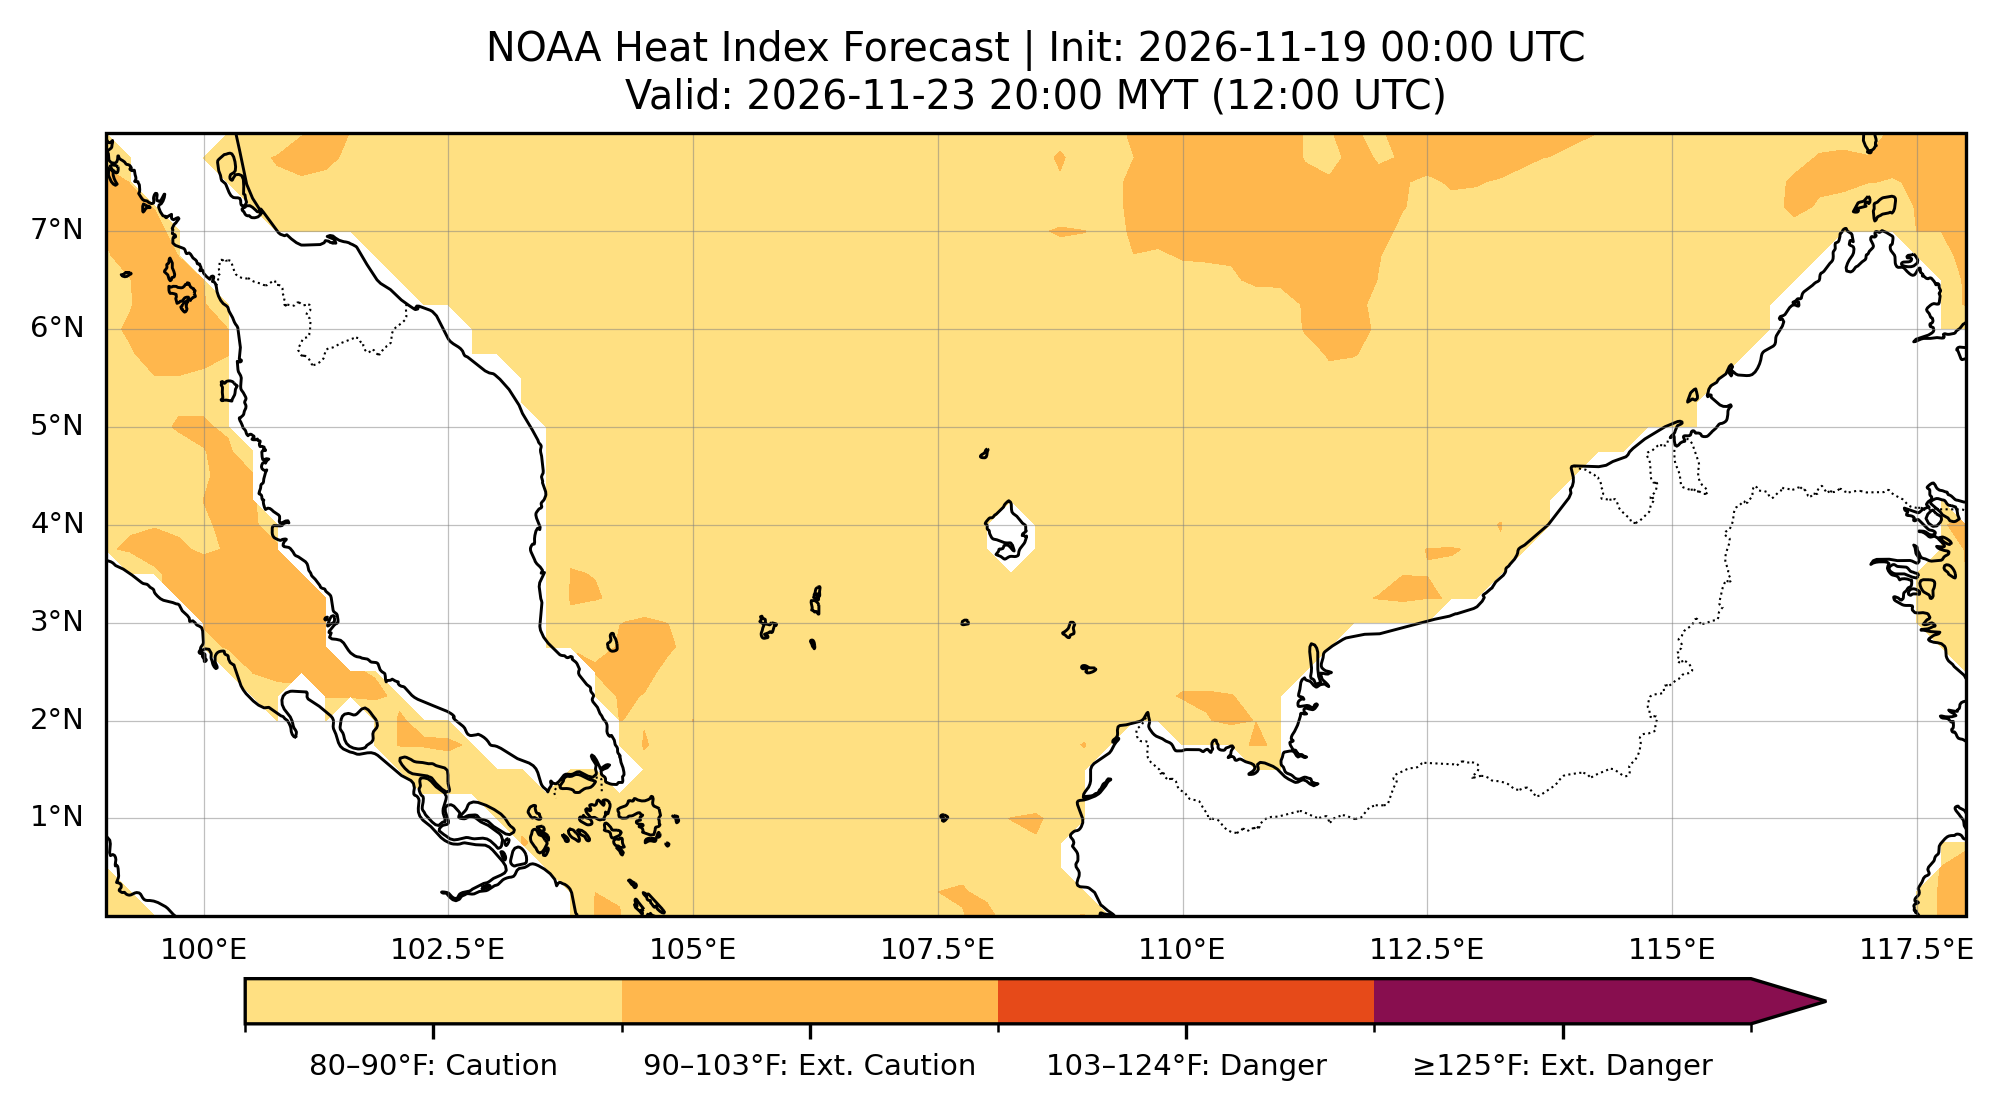 NOAA Heat Index Forecast | Init: 2026-11-19 00:00 UTC
Valid: 2026-11-23 20:00 MYT (12:00 UTC)
7°N
6°N
5°N
4°N
3°N
2°N
1°N
100°E 102.5°E 105°E 107.5°E 110°E 112.5°E 115°E 117.5°E
80–90°F: Caution 90–103°F: Ext. Caution 103–124°F: Danger ≥125°F: Ext. Danger